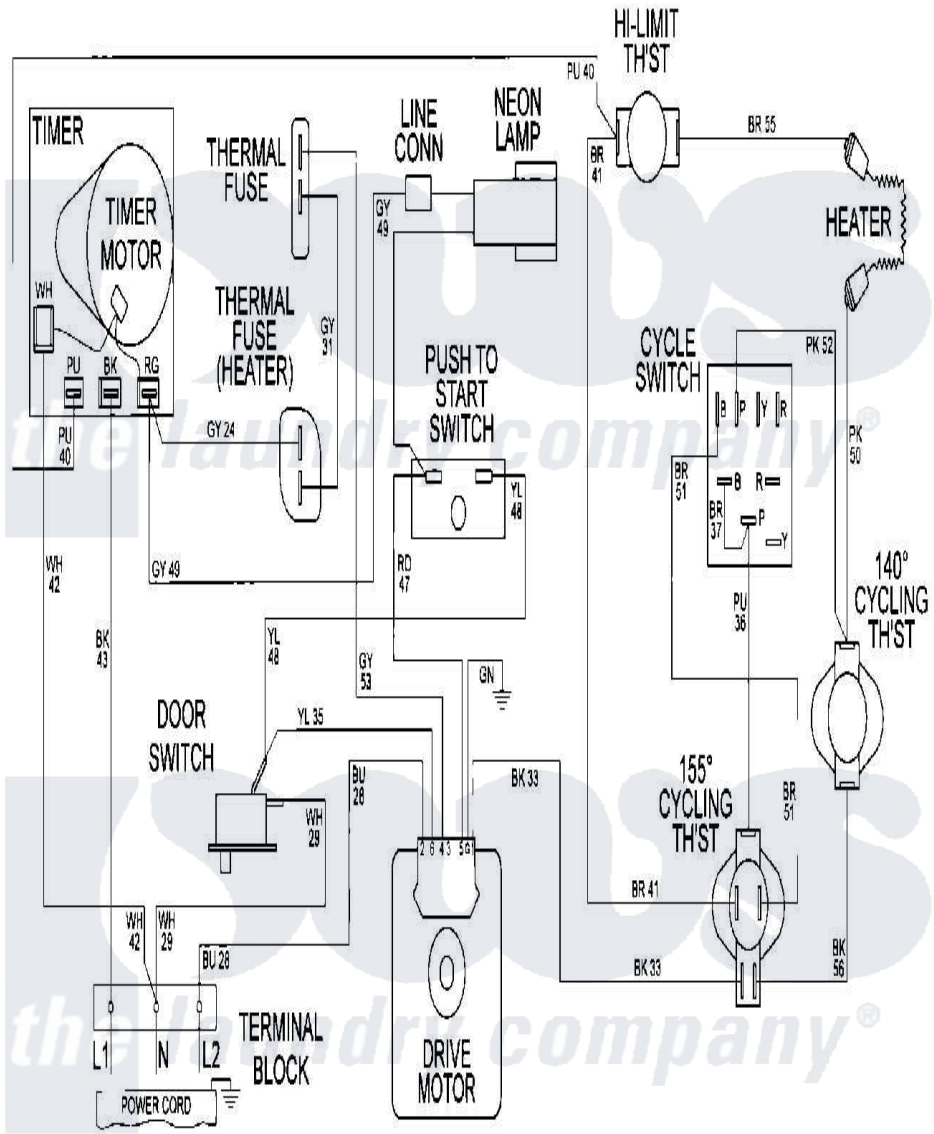 HI-LIMIT
TH'ST
PU 40
TIMER
THERMAL
FUSE
LINE
CONN
NEON
LAMP
BR 55
BR
41
TIMER
MOTOR
GY
49
HEATER
WH
THERMAL
FUSE
(HEATER)
GY
31
PUSH TO
START
SWITCH
CYCLE
SWITCH
PK 52
PU
BK
RG
B
P
Y
R
PU
40
GY 24
PK
50
the laundry company®
BR
51
B
R
YL
48
BR
37
P
Y
WH
42
GY 49
RD
47
140°
CYCLING
TH'ST
PU
36
BK
43
YL
48
GY
53
GN
DOOR
SWITCH
YL 35
BU
28
BK 33
155°
CYCLING
TH'ST
BR
51
WH
29
2 6 4 3 5 G
BR 41
WH
42
WH
29
BU 28
BK 33
BK
56
the laundry company®
L1
N
L2
TERMINAL
BLOCK
DRIVE
MOTOR
POWER CORD